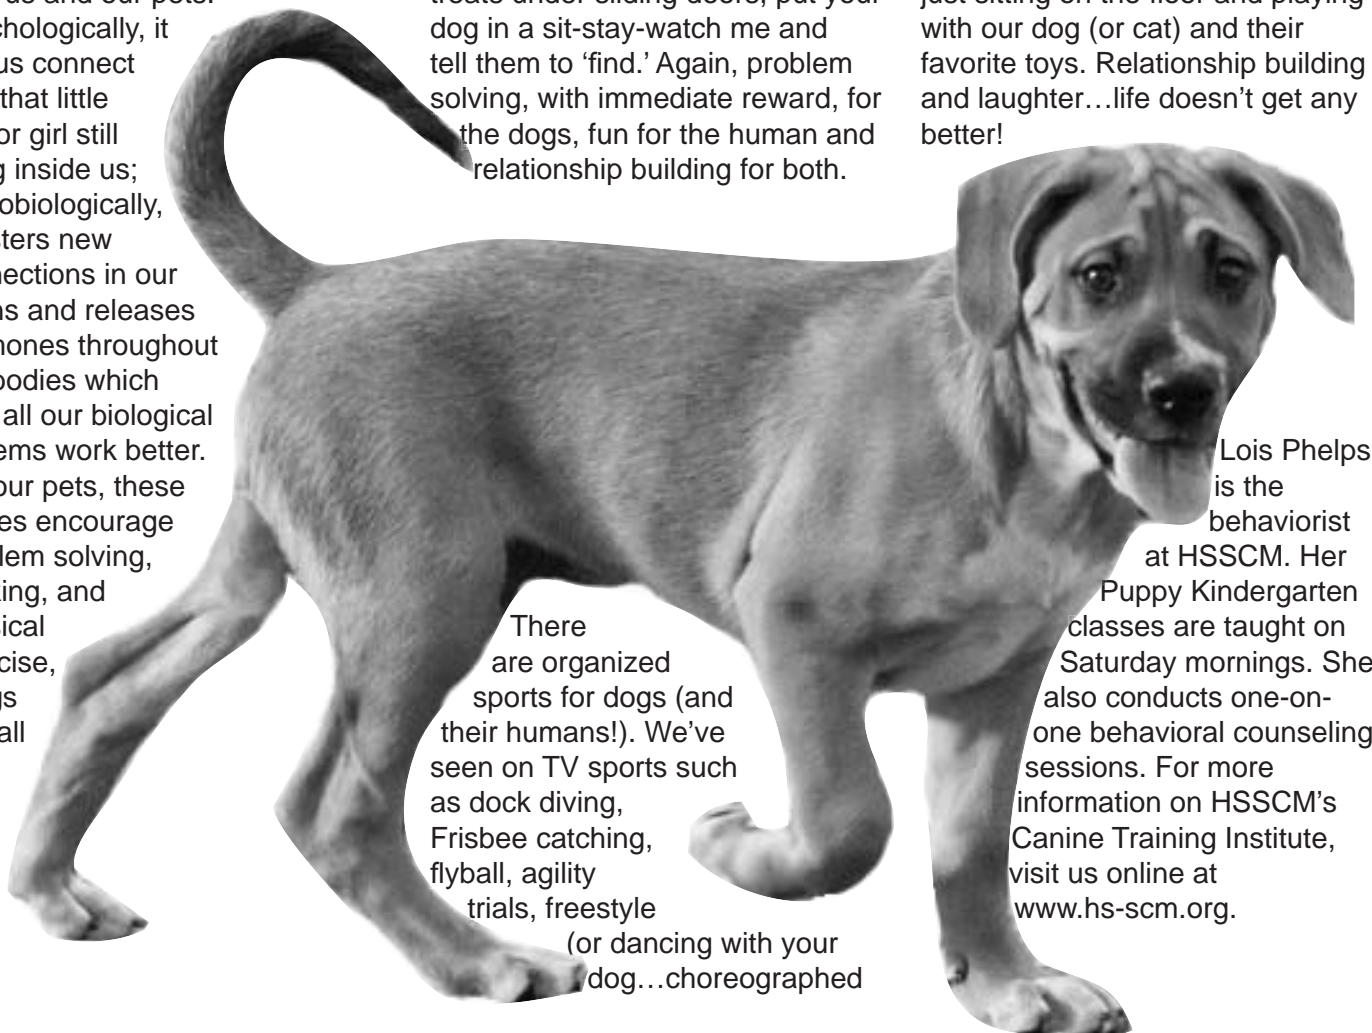 us and our pets.
chologically, it
us connect
that little
or girl still
g inside us;
obiologically,
sters new
nections in our
ns and releases
mones throughout
bodies which
all our biological
ems work better.
our pets, these
es encourage
lem solving,
king, and
sical
cise,
gs
all
treats under sliding doors, put your
dog in a sit-stay-watch me and
tell them to ‘find.’ Again, problem
solving, with immediate reward, for
the dogs, fun for the human and
relationship building for both.
There
are organized
sports for dogs (and
their humans!). We’ve
seen on TV sports such
as dock diving,
Frisbee catching,
flyball, agility
trials, freestyle
(or dancing with your
dog…choreographed
just sitting on the floor and playing
with our dog (or cat) and their
favorite toys. Relationship building
and laughter…life doesn’t get any
better!
Lois Phelps
is the
behaviorist
at HSSCM. Her
Puppy Kindergarten
classes are taught on
Saturday mornings. She
also conducts one-on-
one behavioral counseling
sessions. For more
information on HSSCM’s
Canine Training Institute,
visit us online at
www.hs-scm.org.